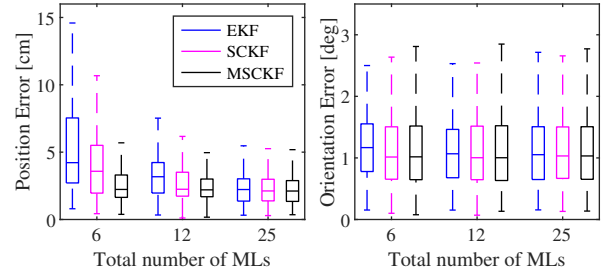 Position Error [cm]
15
10
5
0
EKF
SCKF
MSCKF
6
12
25
Total number of MLs
Orientation Error [deg]
3
2
1
0
6
12
25
Total number of MLs